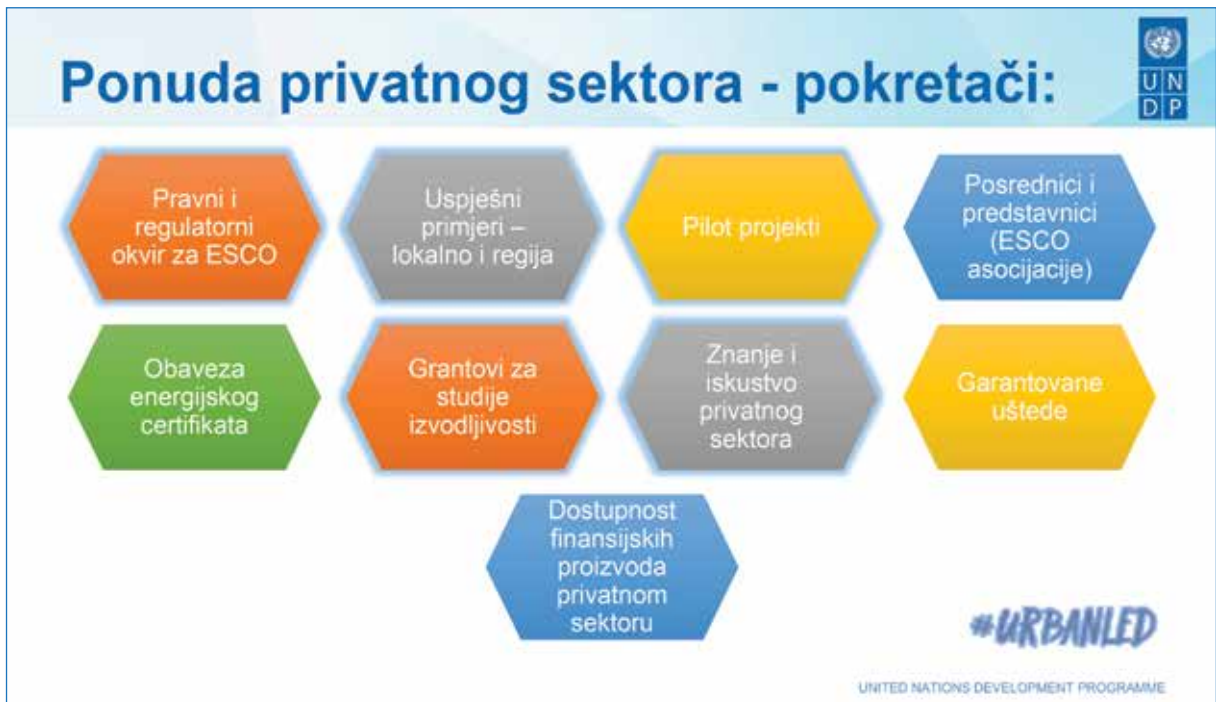 Ponuda privatnog sektora - pokretači:
U N
D P
Pravni i
regulatorni
okvir za ESCO
Uspješni
primjeri –
lokalno i regija
Pilot projekti
Posrednici i
predstavnici
(ESCO
asocijacije)
Obaveza
energijskog
certifikata
Grantovi za
studije
izvodljivosti
Znanje i
iskustvo
privatnog
sektora
Garantovane
uštede
Dostupnost
finansijskih
proizvoda
privatnom
sektoru
#URBANLED
UNITED NATIONS DEVELOPMENT PROGRAMME